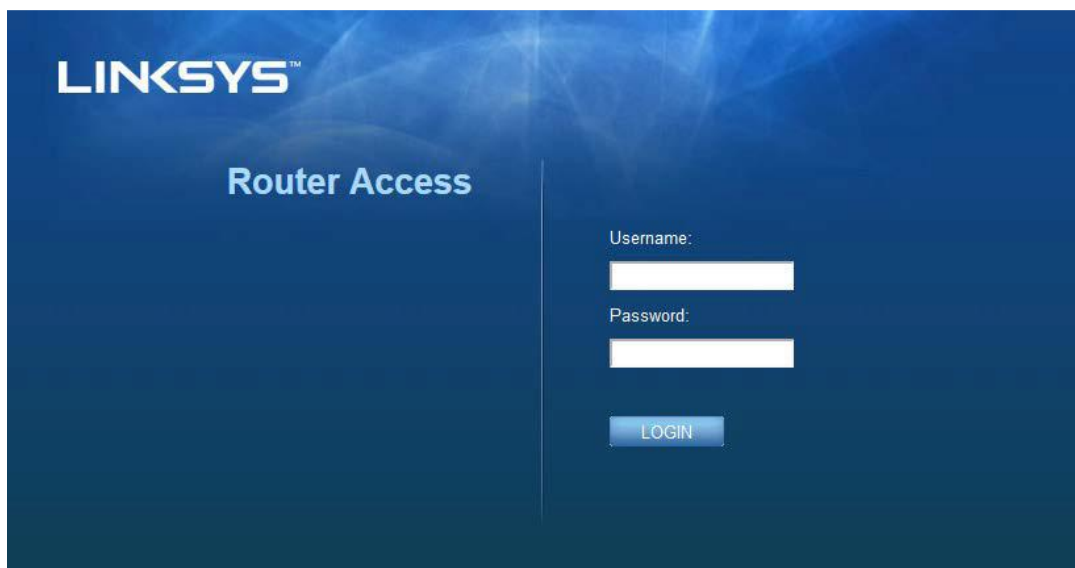 LINKSYS™
Router Access
Username:
Password:
LOGIN